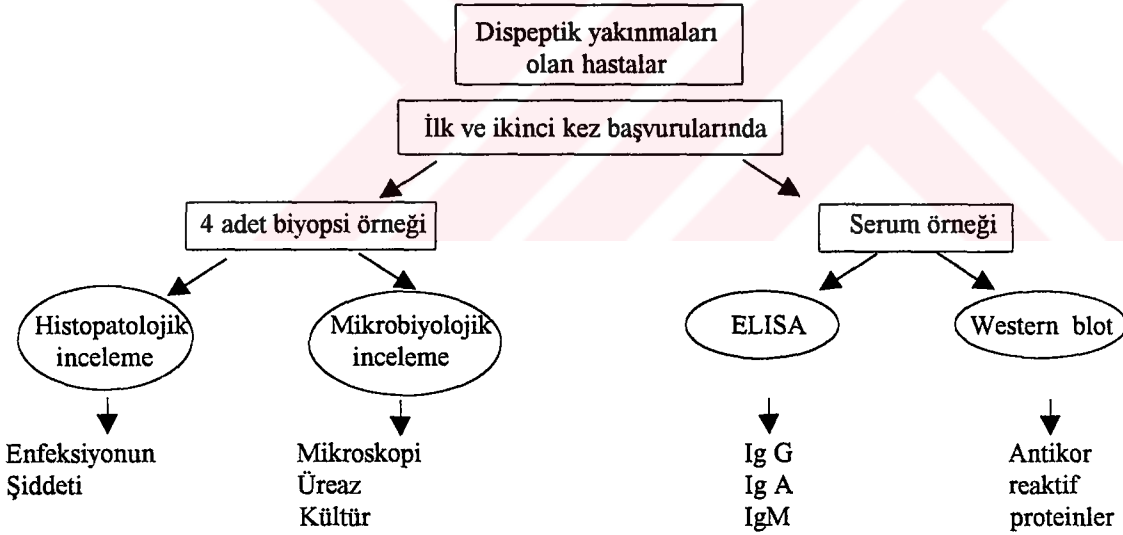 Dispeptik yakınmaları
olan hastalar
İlk ve ikinci kez başvurularında
4 adet biyopsi örneği
Serum örneği
Histopatolojik
inceleme
Mikrobiyolojik
inceleme
ELISA
Western blot
Enfeksiyonun
Şiddeti
Mikroskopi
Üreaz
Kültür
Ig G
Ig A
IgM
Antikor
reaktif
proteinler